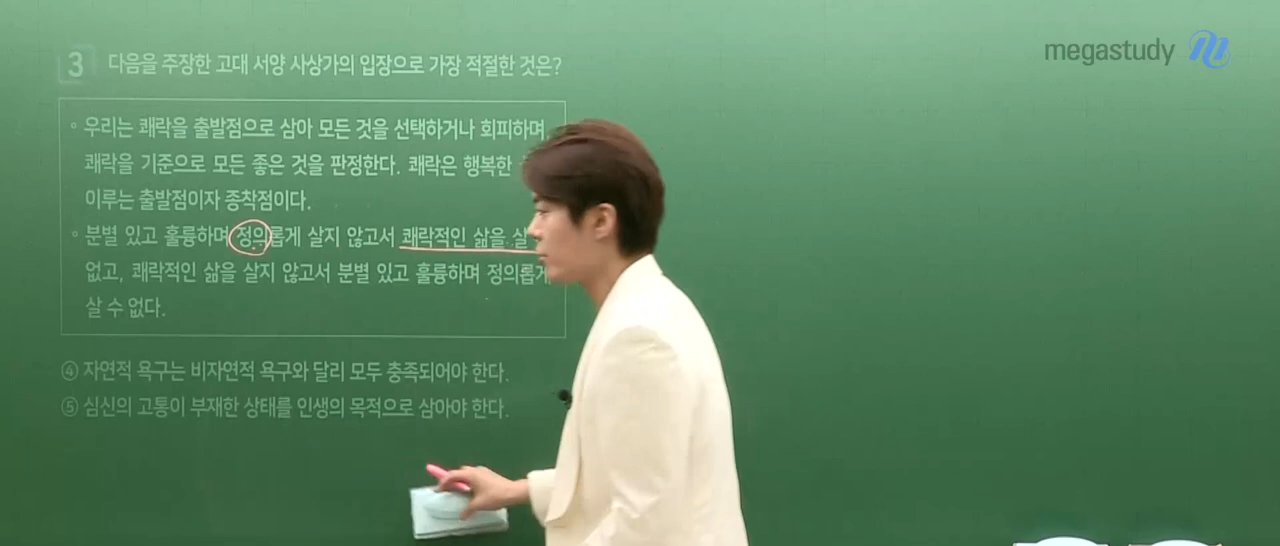 megastudy
3 다음을 주장한 고대 서양 사상가의 입장으로 가장 적절한 것은?
◦ 우리는 쾌락을 출발점으로 삼아 모든 것을 선택하거나 회피하며,
쾌락을 기준으로 모든 좋은 것을 판정한다. 쾌락은 행복한
이루는 출발점이자 종착점이다.
◦ 분별 있고 훌륭하며 정의롭게 살지 않고서 쾌락적인 삶을 살
없고, 쾌락적인 삶을 살지 않고서 분별 있고 훌륭하며 정의롭게
살 수 없다.
④ 자연적 욕구는 비자연적 욕구와 달리 모두 충족되어야 한다.
⑤ 심신의 고통이 부재한 상태를 인생의 목적으로 삼아야 한다.